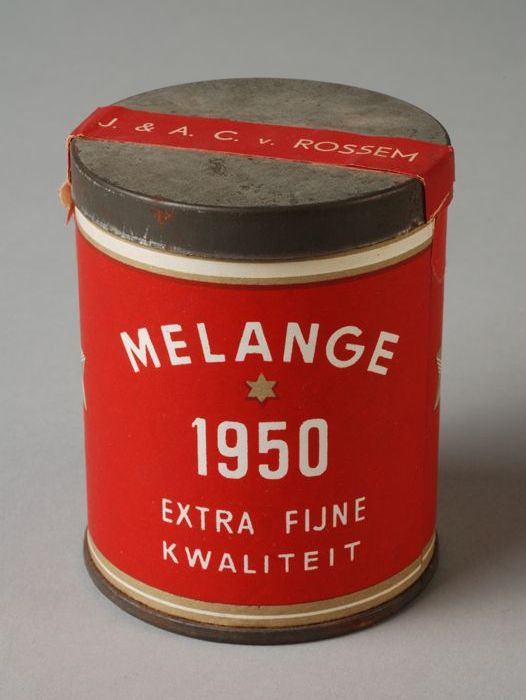 J. & A. C. v. ROSSEM
MELANGE
1950
EXTRA FIJNE
KWALITEIT